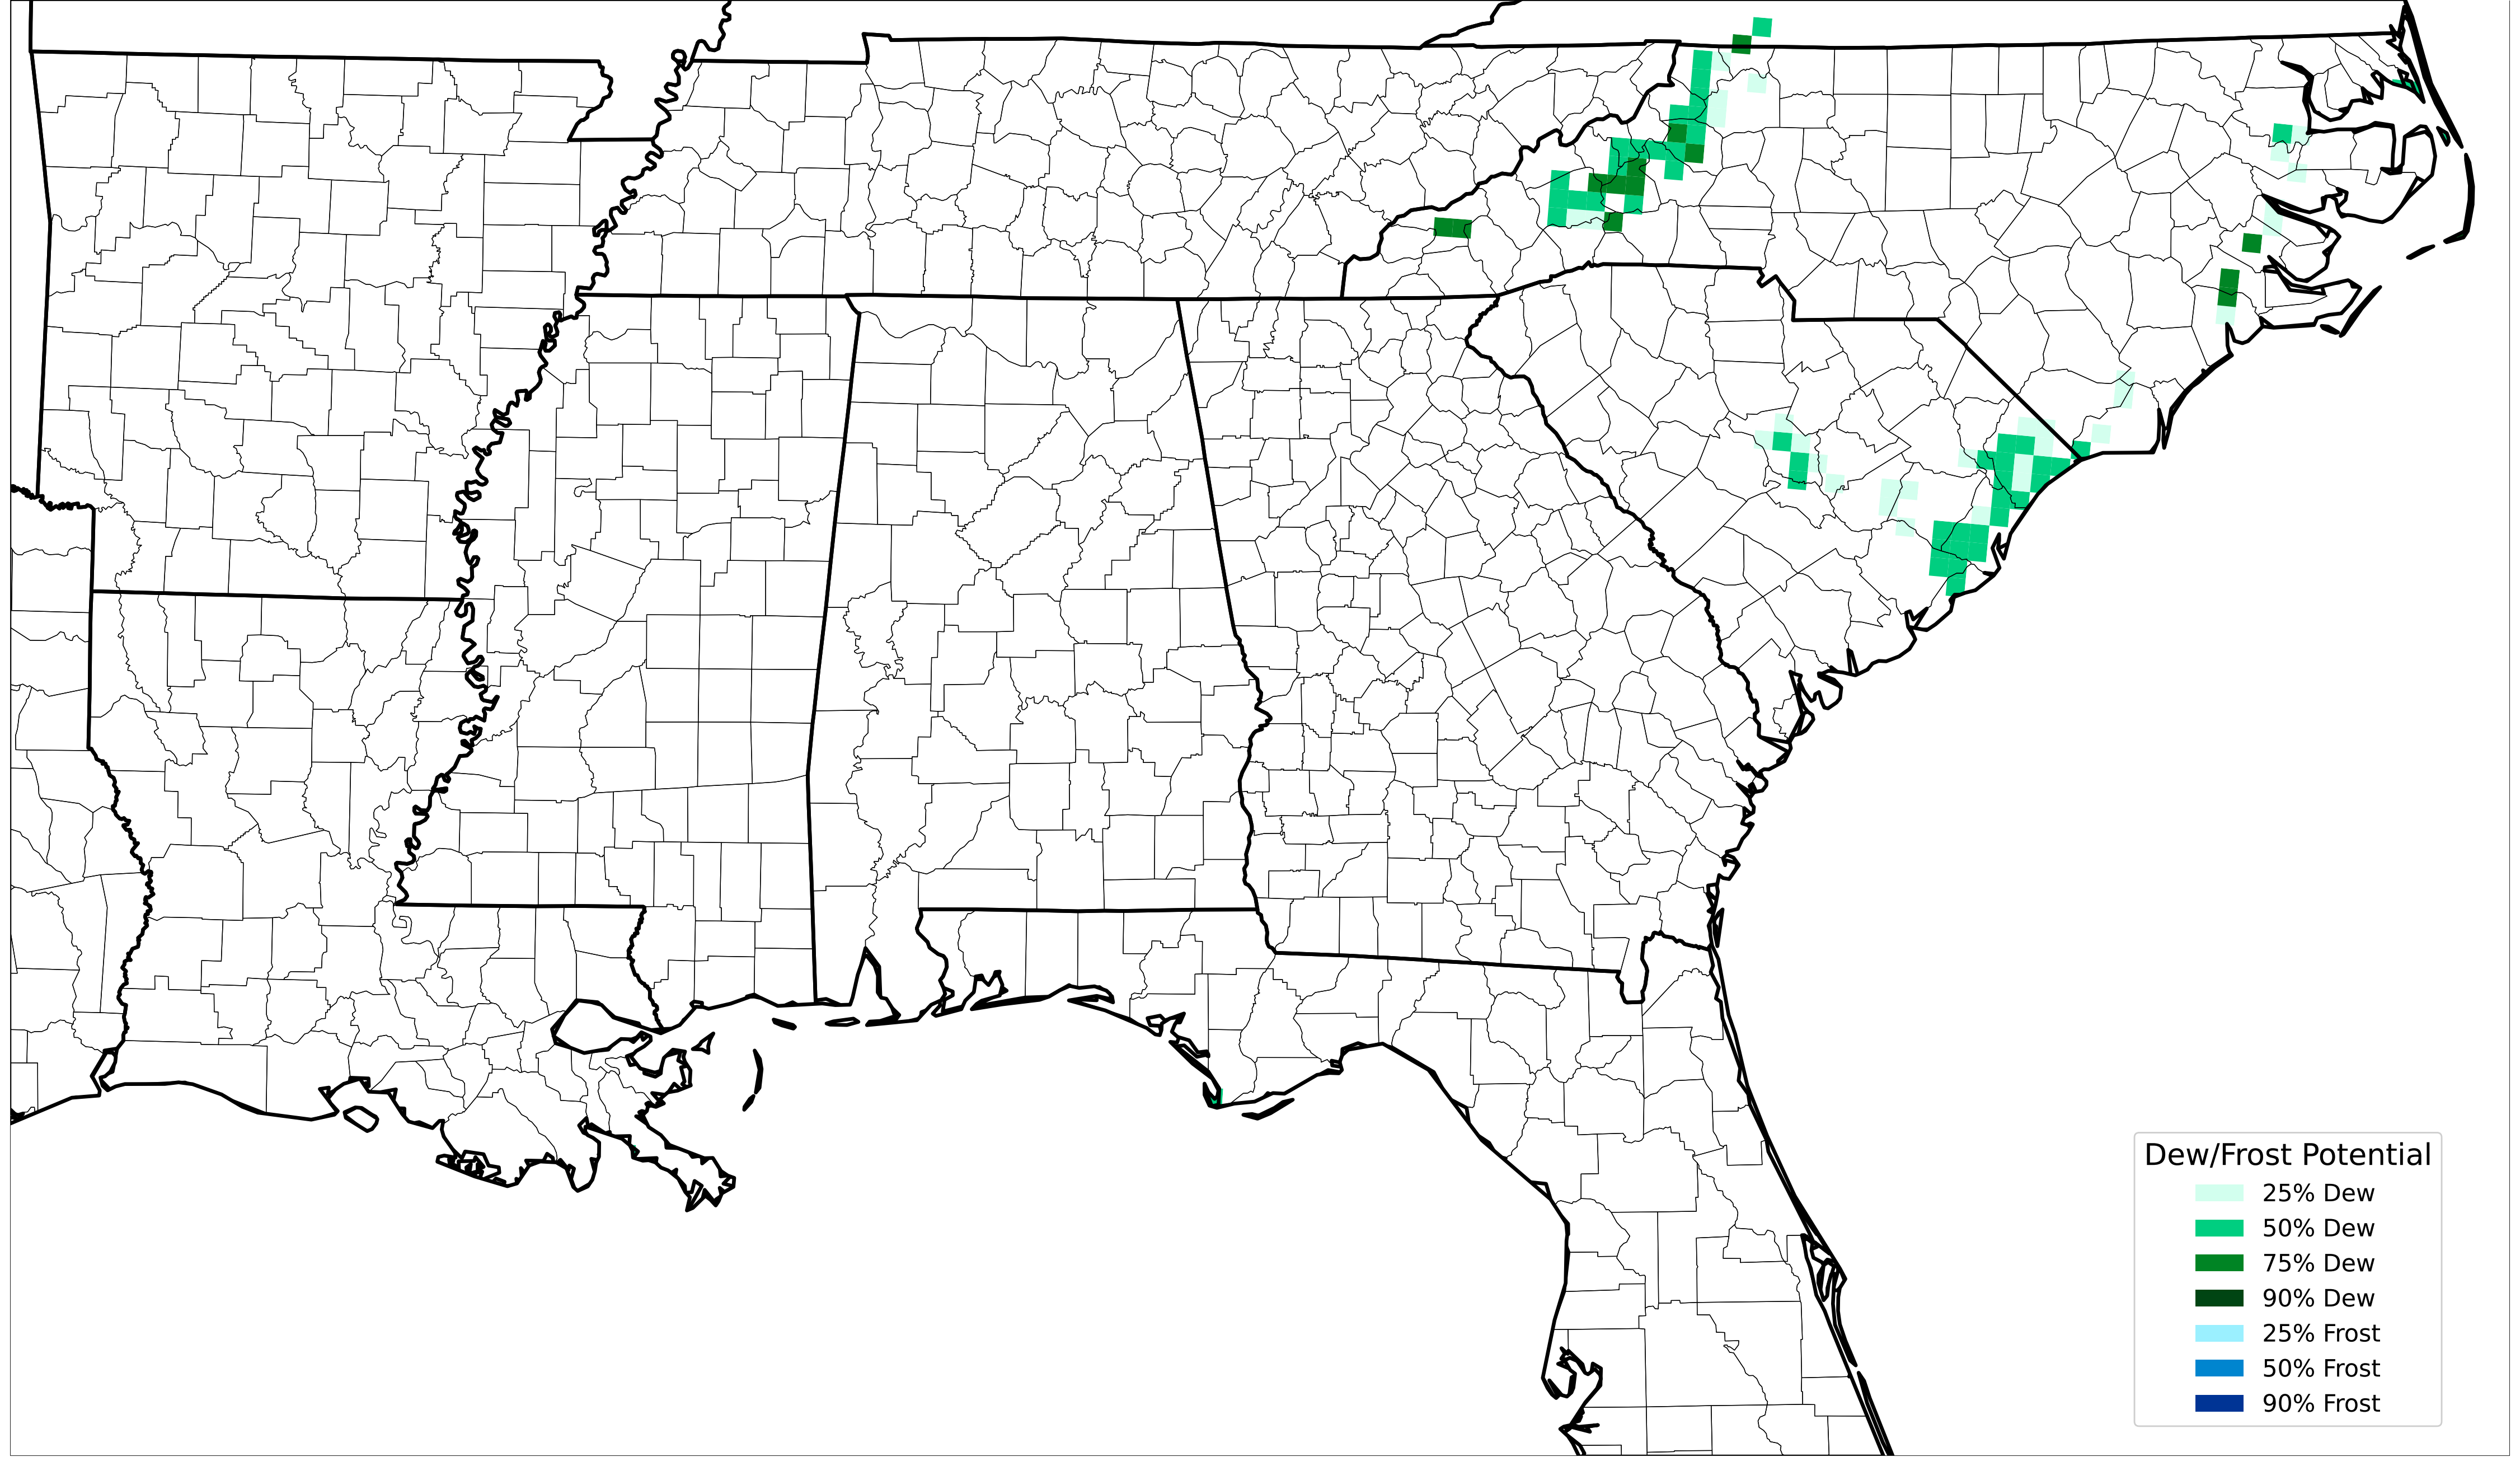 Dew/Frost Potential
25% Dew
50% Dew
75% Dew
90% Dew
25% Frost
50% Frost
90% Frost